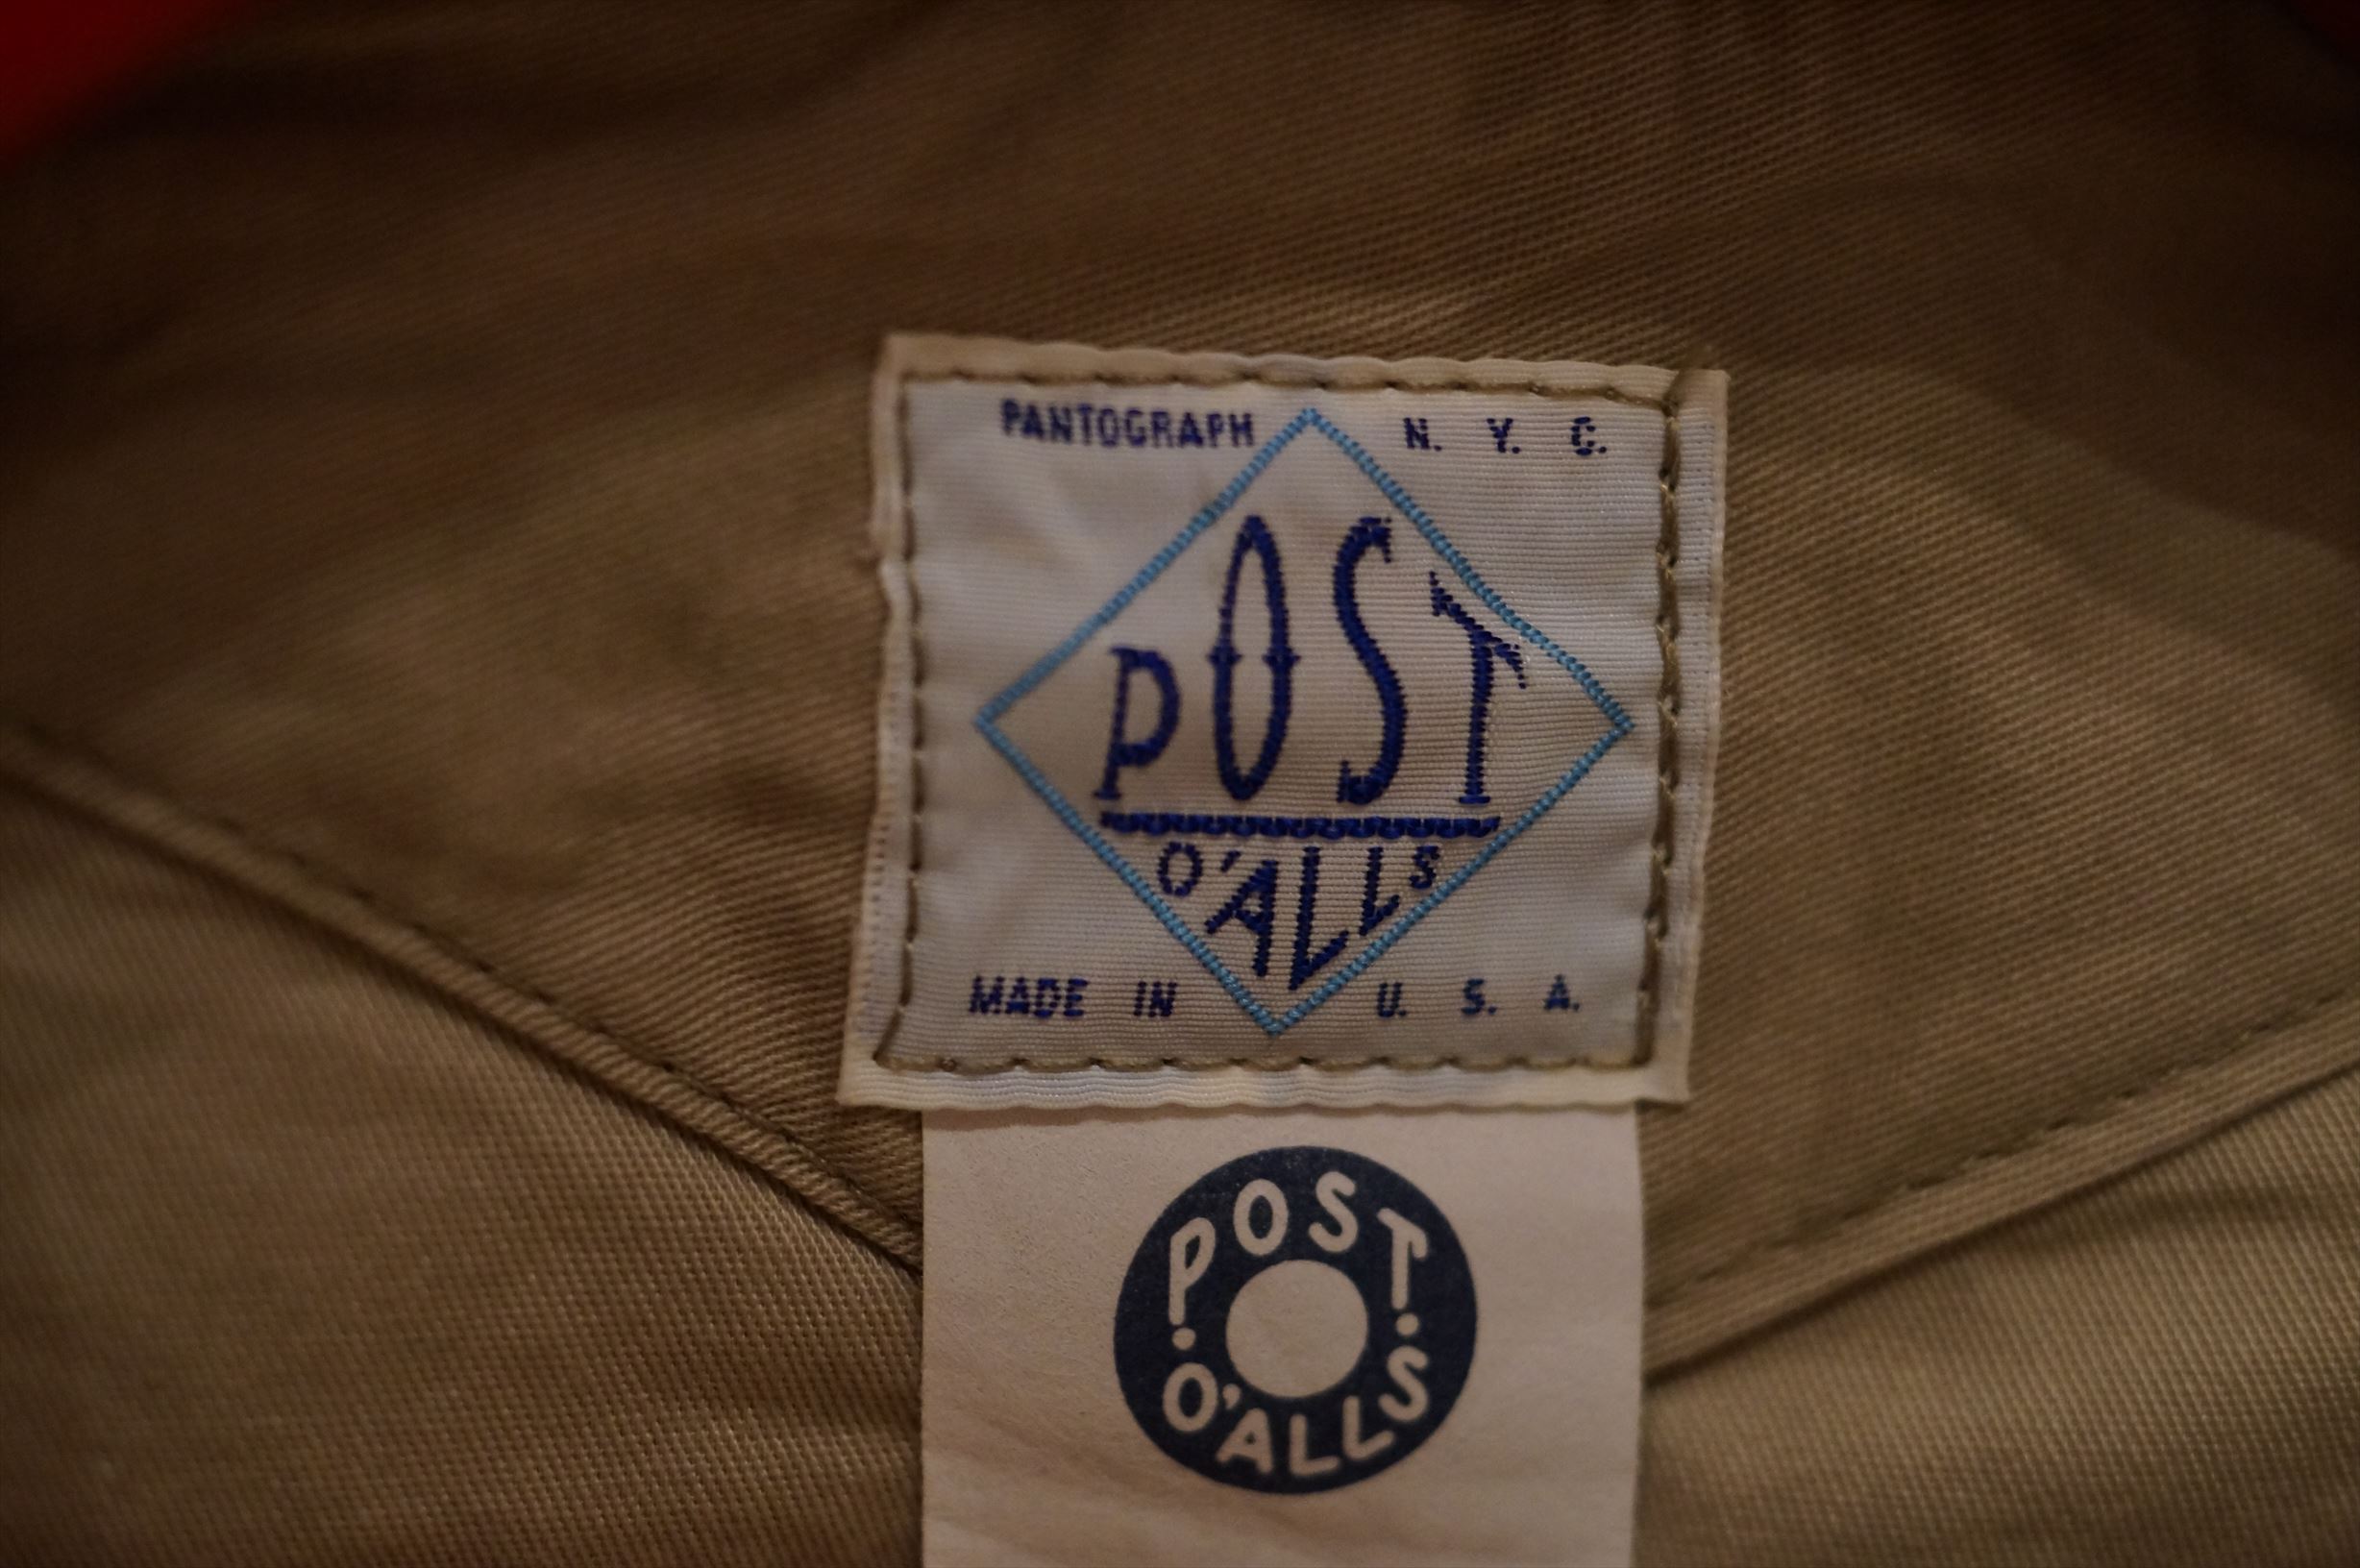 PANTOGRAPH N. Y. C.
POST
O'ALLS
MADE IN U. S. A.
POST
O'ALLS